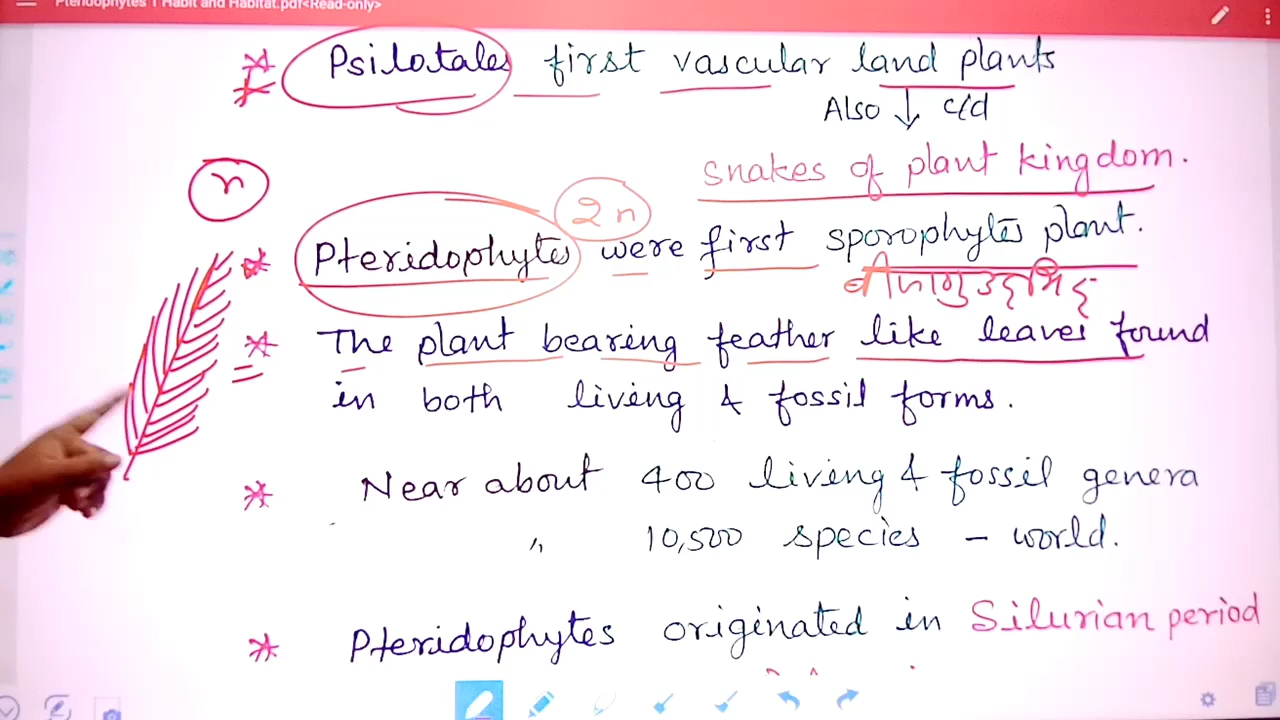 Pteridophytes 1 Habit and Habitat.pdf<Read-only>
* Psilotales first vascular land plants
Also ↓ c/d
snakes of plant kingdom.
n
2n
* Pteridophytes were first sporophytes plant.
बीजाणुउद्भिद्
* The plant bearing feather like leaves found
in both living & fossil forms.
* Near about 400 living & fossil genera
" 10,500 species - world.
* Pteridophytes originated in Silurian period